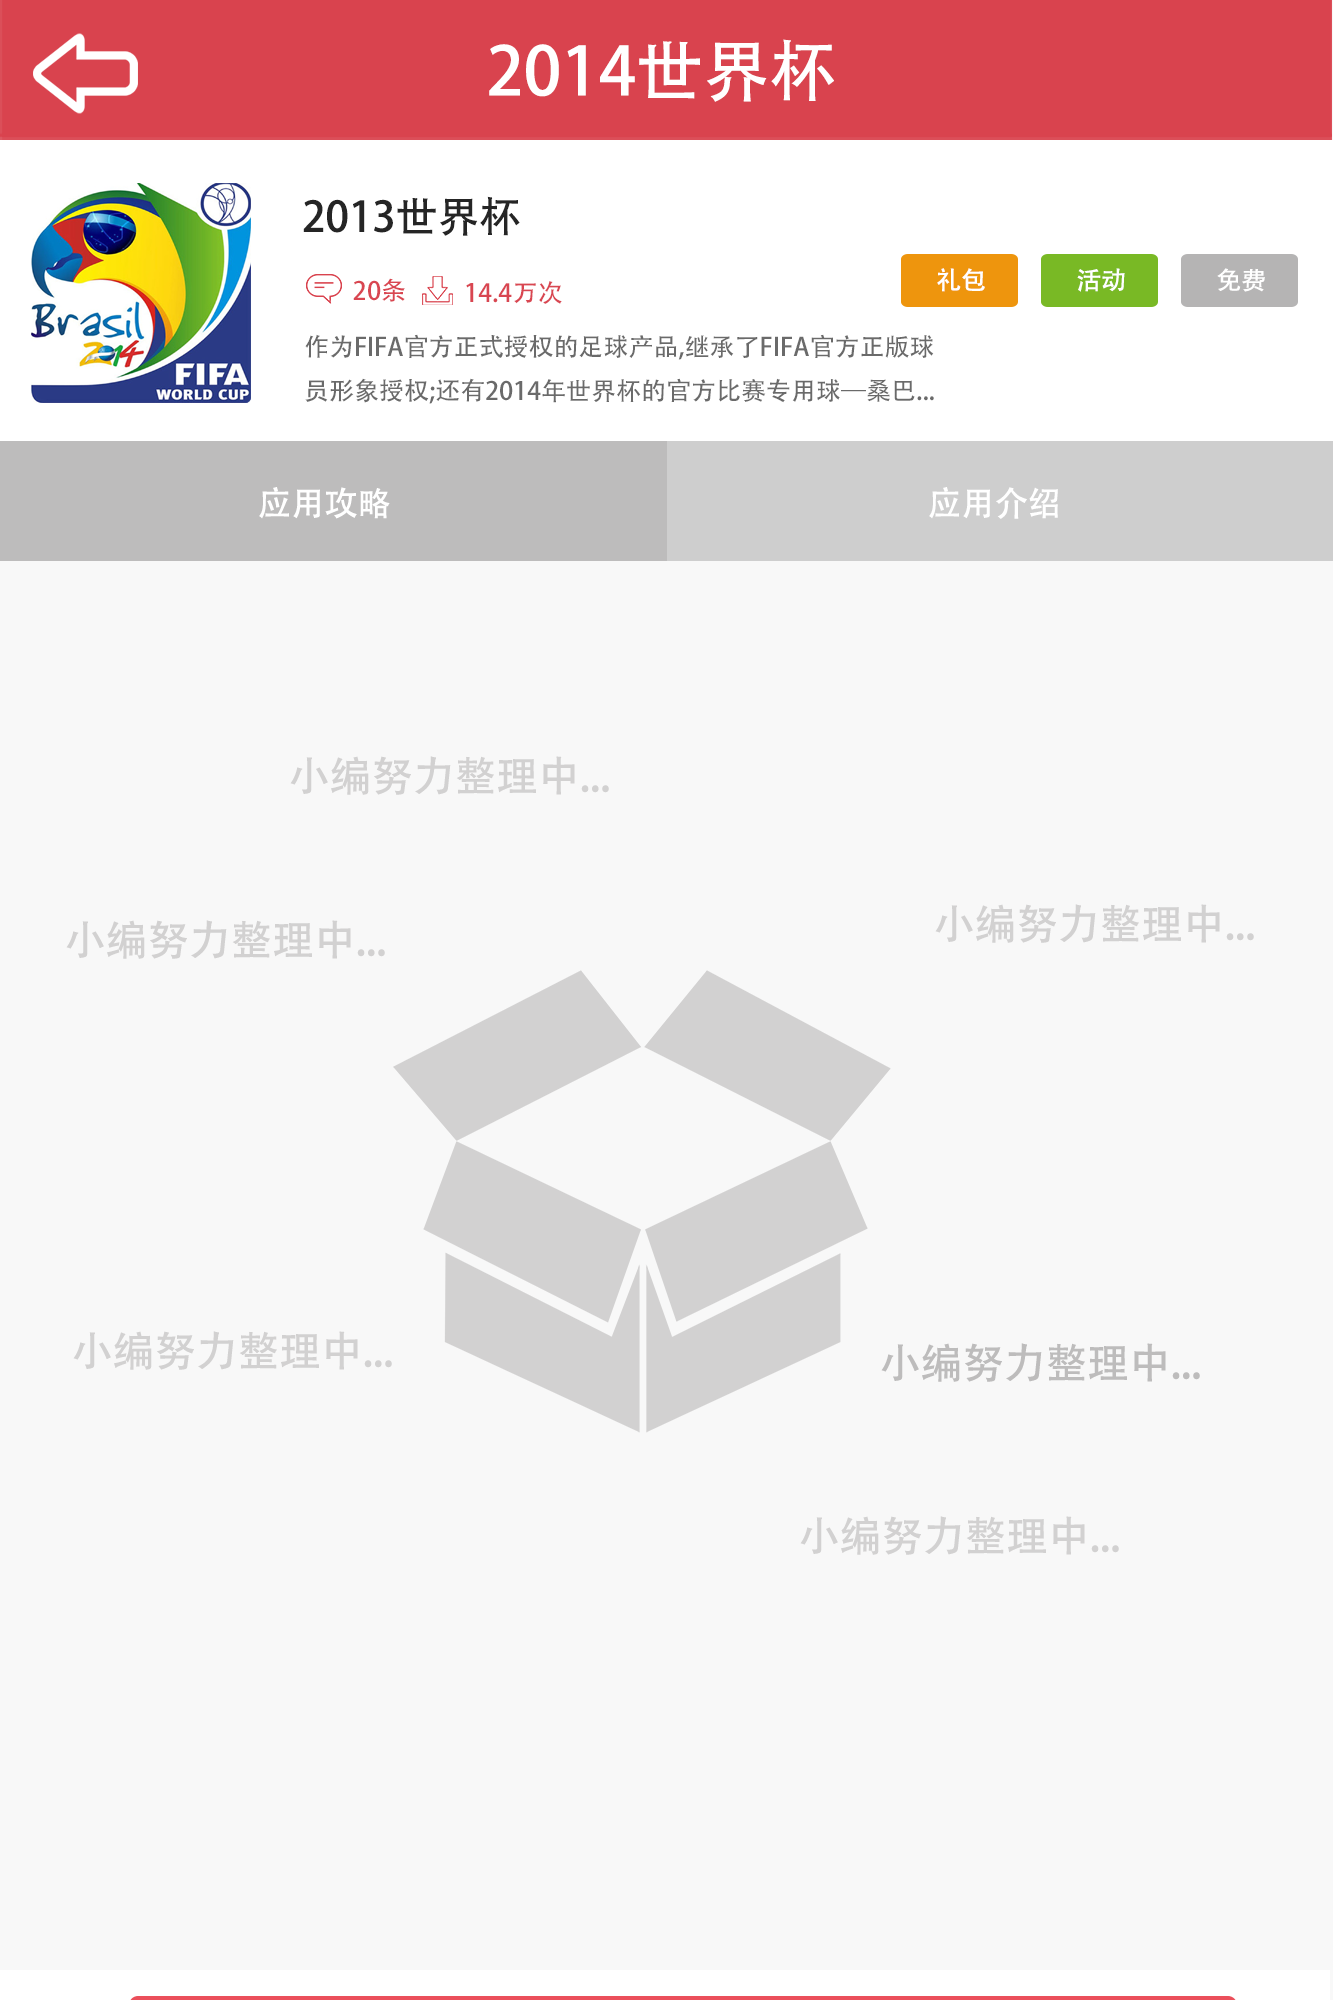 2014世界杯
2013世界杯
20条 14.4万次
礼包 活动 免费
作为FIFA官方正式授权的足球产品,继承了FIFA官方正版球
员形象授权;还有2014年世界杯的官方比赛专用球—桑巴...
Brasil
2014
FIFA
WORLD CUP
应用攻略 应用介绍
小编努力整理中...
小编努力整理中...
小编努力整理中...
小编努力整理中...
小编努力整理中...
小编努力整理中...